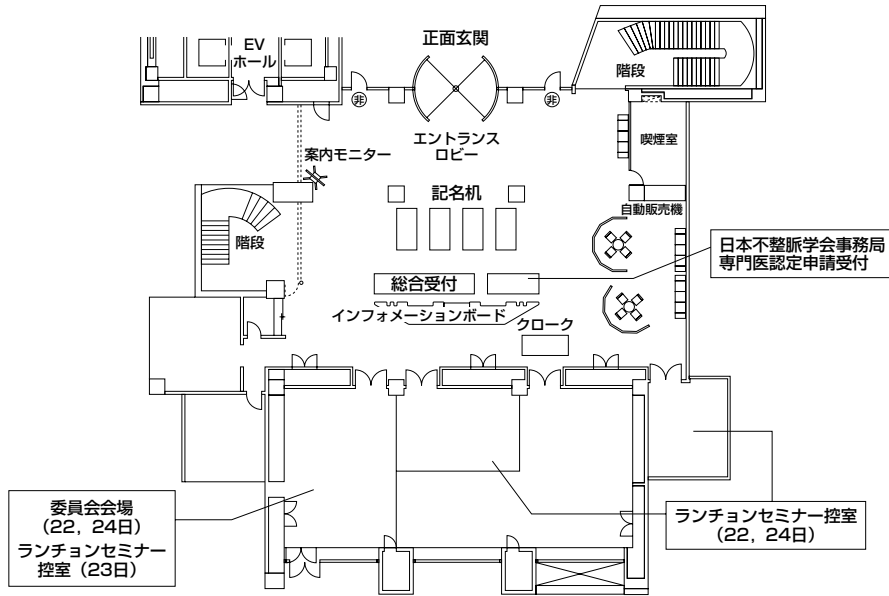 EV
ホール
正面玄関
階段
非
非
エントランス
ロビー
喫煙室
案内モニター
記名机
自動販売機
階段
日本不整脈学会事務局
専門医認定申請受付
総合受付
インフォメーションボード
クローク
委員会会場
（22，24日）
ランチョンセミナー
控室（23日）
ランチョンセミナー控室
（22，24日）